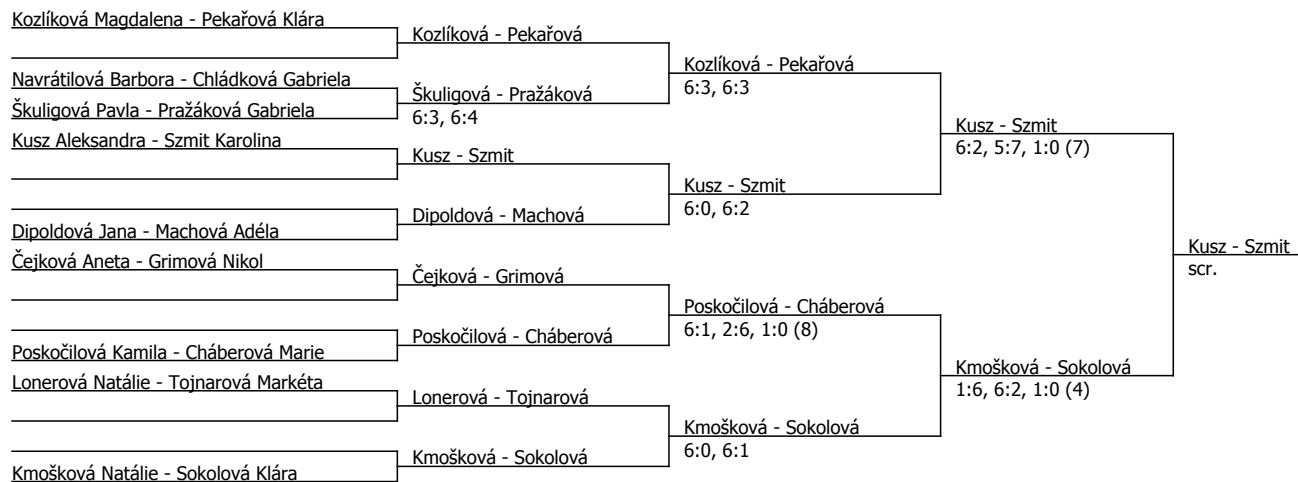 Kozlíková Magdalena - Pekařová Klára
Navrátilová Barbora - Chládková Gabriela
Škuligová Pavla - Pražáková Gabriela
Kusz Aleksandra - Szmit Karolina
Dipoldová Jana - Machová Adéla
Čejková Aneta - Grimová Nikol
Poskočilová Kamila - Cháberová Marie
Lonerová Natálie - Tojnarová Markéta
Kmošková Natálie - Sokolová Klára
Kozlíková - Pekařová
Škuligová - Pražáková
6:3, 6:4
Kusz - Szmit
Dipoldová - Machová
Čejková - Grimová
Poskočilová - Cháberová
Lonerová - Tojnarová
Kmošková - Sokolová
Kozlíková - Pekařová
6:3, 6:3
Kusz - Szmit
6:0, 6:2
Poskočilová - Cháberová
6:1, 2:6, 1:0 (8)
Kmošková - Sokolová
6:0, 6:1
Kusz - Szmit
6:2, 5:7, 1:0 (7)
Kmošková - Sokolová
1:6, 6:2, 1:0 (4)
Kusz - Szmit
scr.